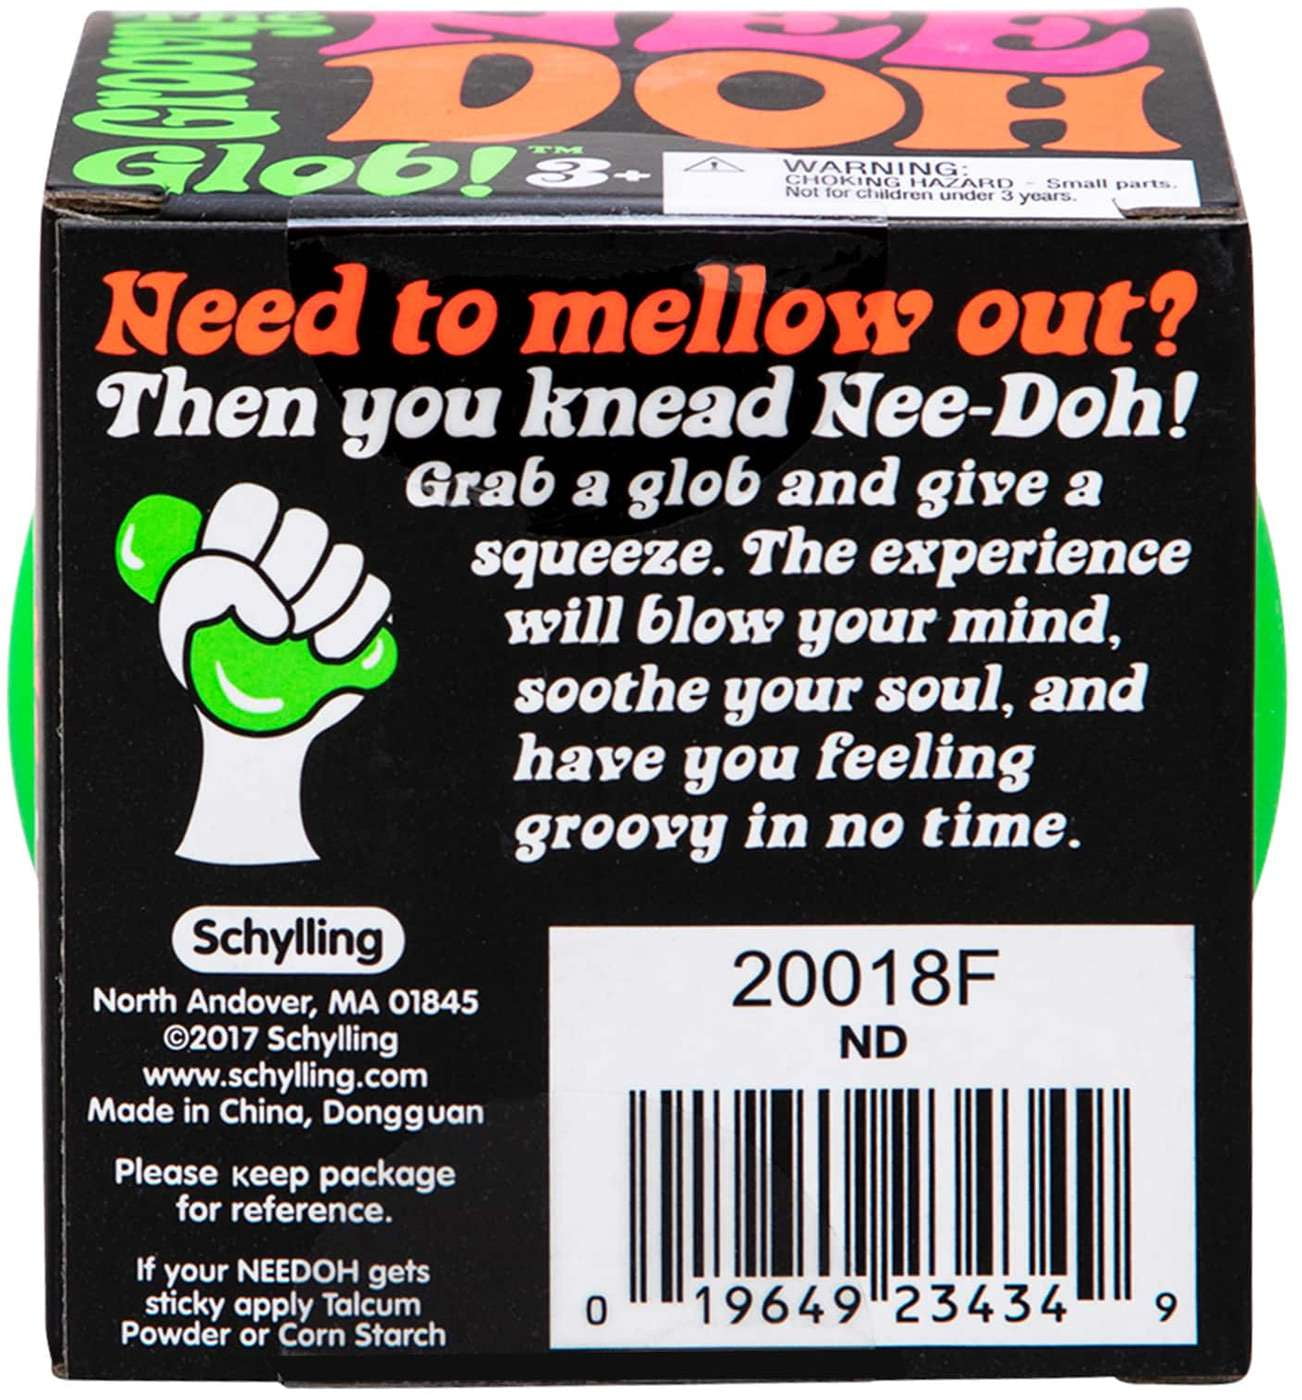 The
Groovy
Glob!™
NEE
DOH
3+
WARNING:
CHOKING HAZARD - Small parts.
Not for children under 3 years.
Need to mellow out?
Then you knead Nee-Doh!
Grab a glob and give a
squeeze. The experience
will blow your mind,
soothe your soul, and
have you feeling
groovy in no time.
Schylling
North Andover, MA 01845
©2017 Schylling
www.schylling.com
Made in China, Dongguan
Please keep package
for reference.
If your NEEDOH gets
sticky apply Talcum
Powder or Corn Starch
20018F
ND
0 19649 23434 9